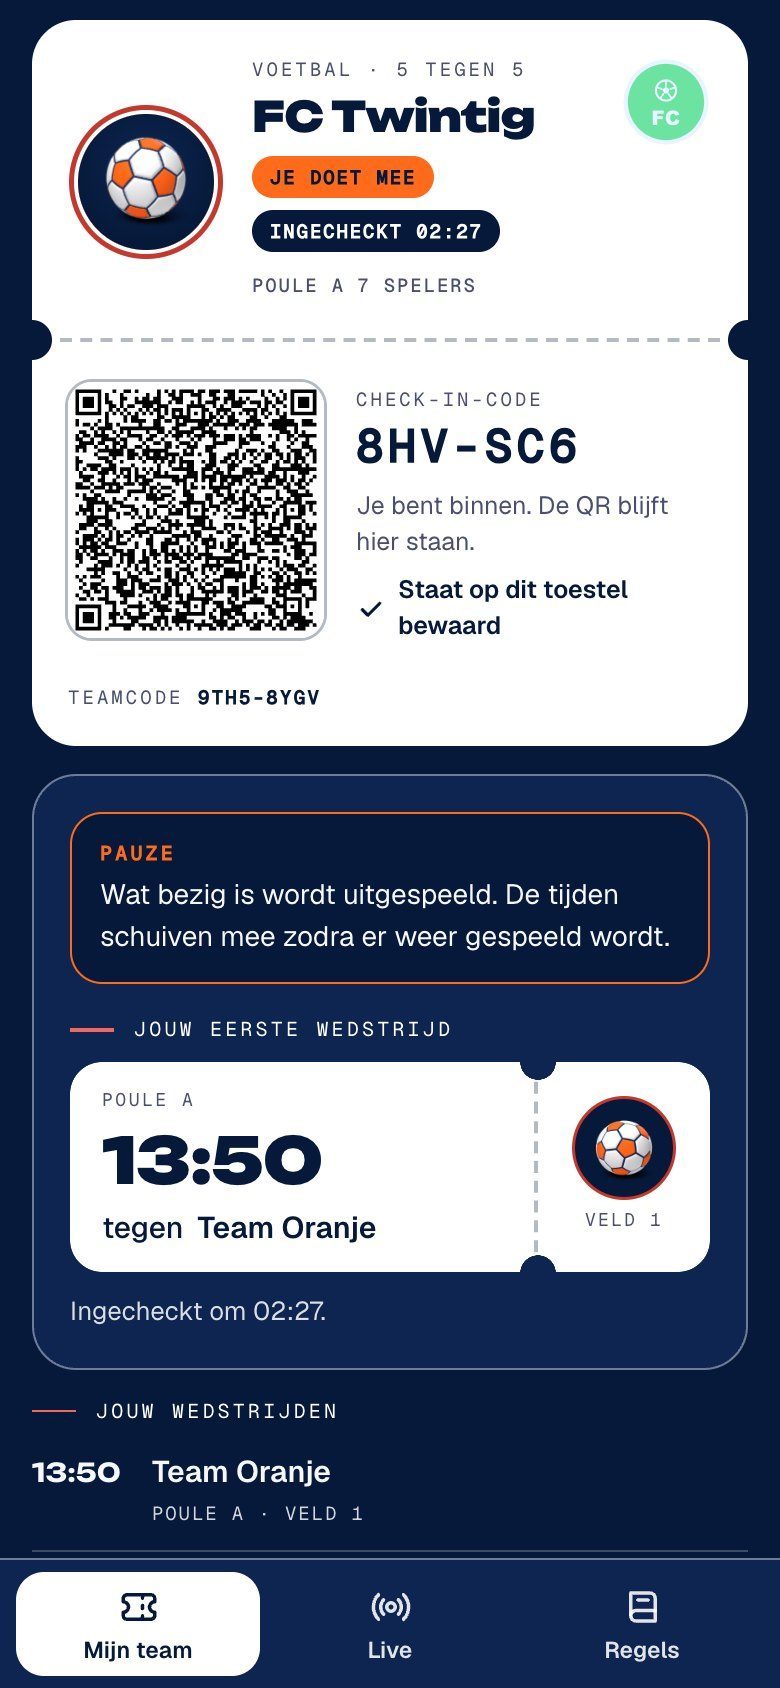 VOETBAL · 5 TEGEN 5
FC Twintig
FC
JE DOET MEE
INGECHECKT 02:27
POULE A 7 SPELERS
CHECK-IN-CODE
8HV-SC6
Je bent binnen. De QR blijft
hier staan.
Staat op dit toestel
bewaard
TEAMCODE 9TH5-8YGV
PAUZE
Wat bezig is wordt uitgespeeld. De tijden
schuiven mee zodra er weer gespeeld wordt.
JOUW EERSTE WEDSTRIJD
POULE A
13:50
tegen Team Oranje
VELD 1
Ingecheckt om 02:27.
JOUW WEDSTRIJDEN
13:50 Team Oranje
POULE A · VELD 1
Mijn team
Live
Regels